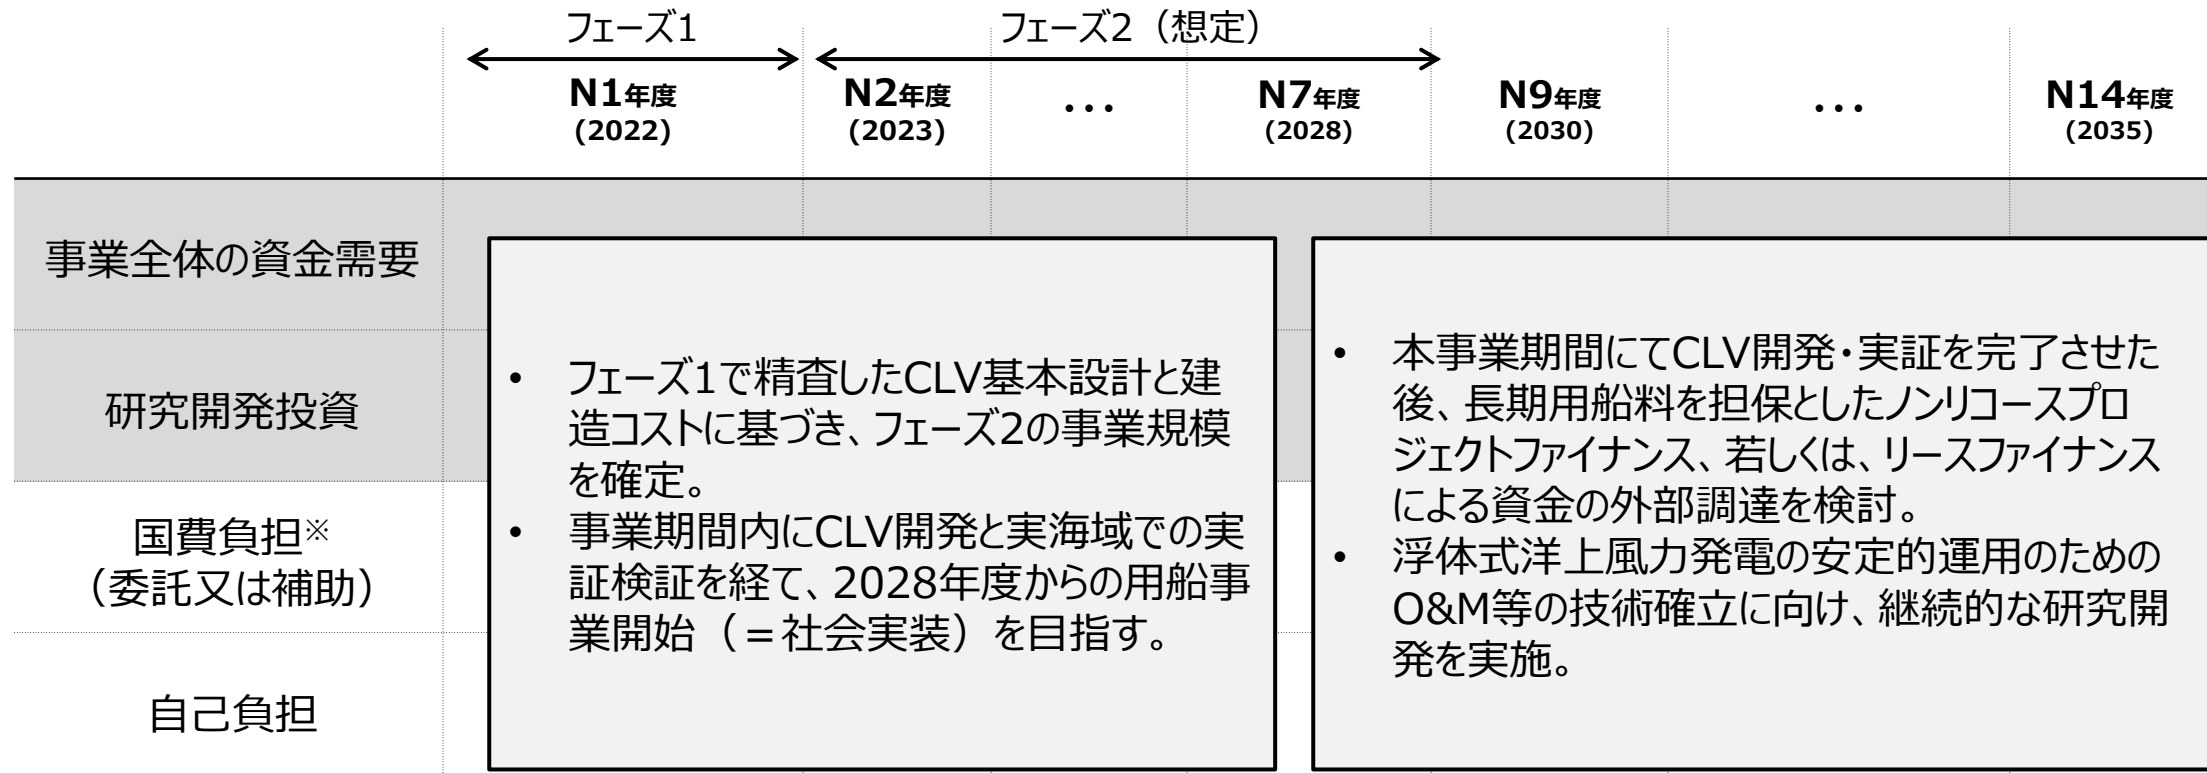 フェーズ1
フェーズ2（想定）
N1年度
(2022)
N2年度
(2023)
・・・
N7年度
(2028)
N9年度
(2030)
・・・
N14年度
(2035)
事業全体の資金需要
研究開発投資
国費負担※
（委託又は補助）
自己負担
• フェーズ1で精査したCLV基本設計と建
造コストに基づき、フェーズ2の事業規模
を確定。
• 事業期間内にCLV開発と実海域での実
証検証を経て、2028年度からの用船事
業開始（＝社会実装）を目指す。
• 本事業期間にてCLV開発・実証を完了させた
後、長期用船料を担保としたノンリコースプロ
ジェクトファイナンス、若しくは、リースファイナンス
による資金の外部調達を検討。
• 浮体式洋上風力発電の安定的運用のための
O&M等の技術確立に向け、継続的な研究開
発を実施。